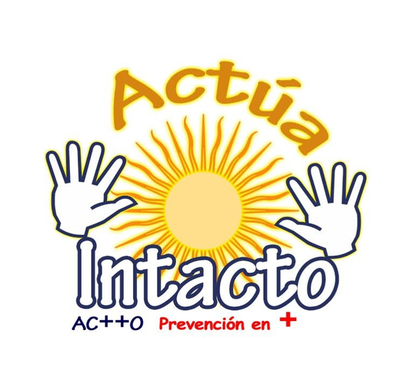 Actúa
Intacto
AC++O Prevención en +